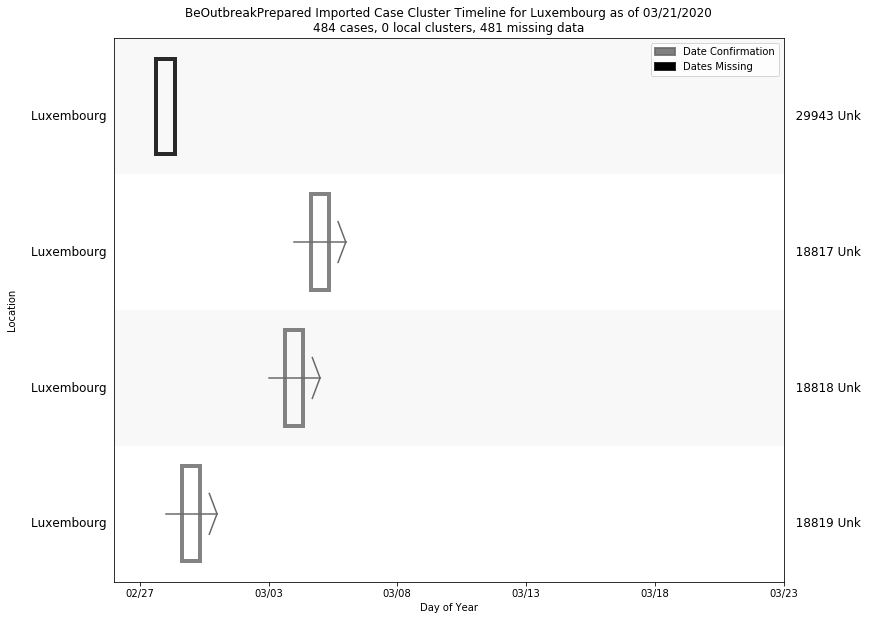 BeOutbreakPrepared Imported Case Cluster Timeline for Luxembourg as of 03/21/2020
484 cases, 0 local clusters, 481 missing data
Date Confirmation
Dates Missing
Luxembourg
29943 Unk
Luxembourg
18817 Unk
Location
Luxembourg
18818 Unk
Luxembourg
18819 Unk
02/27
03/03
03/08
03/13
03/18
03/23
Day of Year